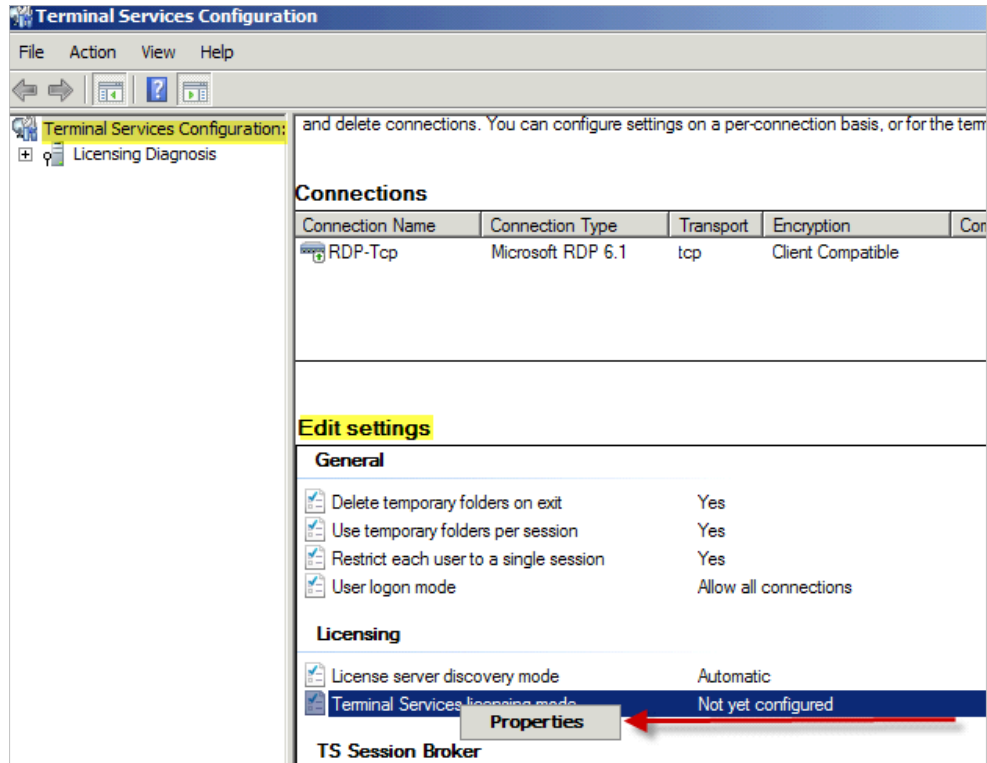 Terminal Services Configuration
File Action View Help
Terminal Services Configuration:
Licensing Diagnosis
and delete connections. You can configure settings on a per-connection basis, or for the term
Connections
Connection Name Connection Type Transport Encryption Com
RDP-Tcp Microsoft RDP 6.1 tcp Client Compatible
Edit settings
General
Delete temporary folders on exit Yes
Use temporary folders per session Yes
Restrict each user to a single session Yes
User logon mode Allow all connections
Licensing
License server discovery mode Automatic
Terminal Services licensing mode Not yet configured
Properties
TS Session Broker